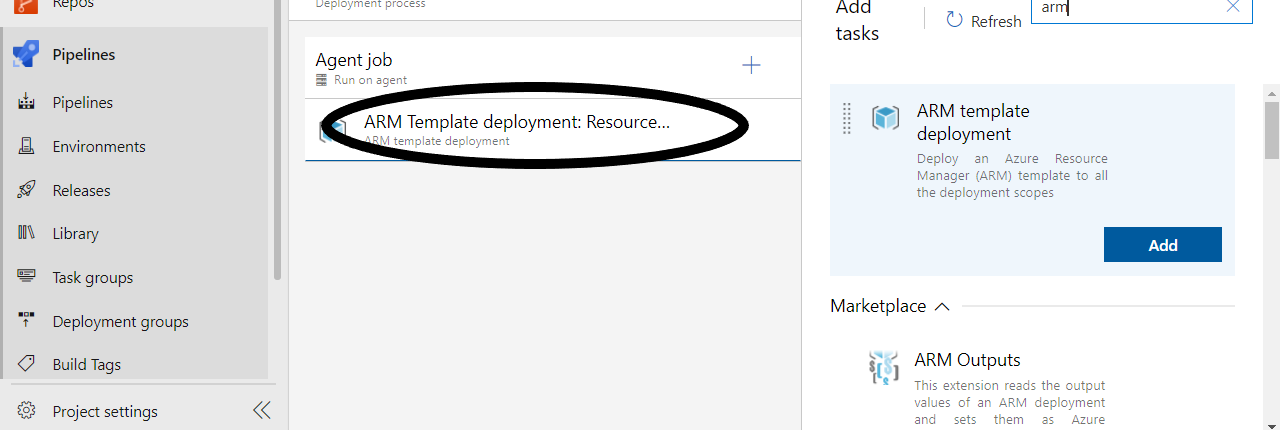 Repos
Pipelines
Pipelines
Environments
Releases
Library
Task groups
Deployment groups
Build Tags
Project settings
Deployment process
Agent job
Run on agent
ARM Template deployment: Resource...
ARM template deployment
Add
tasks
Refresh
arm
ARM template
deployment
Deploy an Azure Resource
Manager (ARM) template to all
the deployment scopes
Add
Marketplace
ARM Outputs
This extension reads the output
values of an ARM deployment
and sets them as Azure